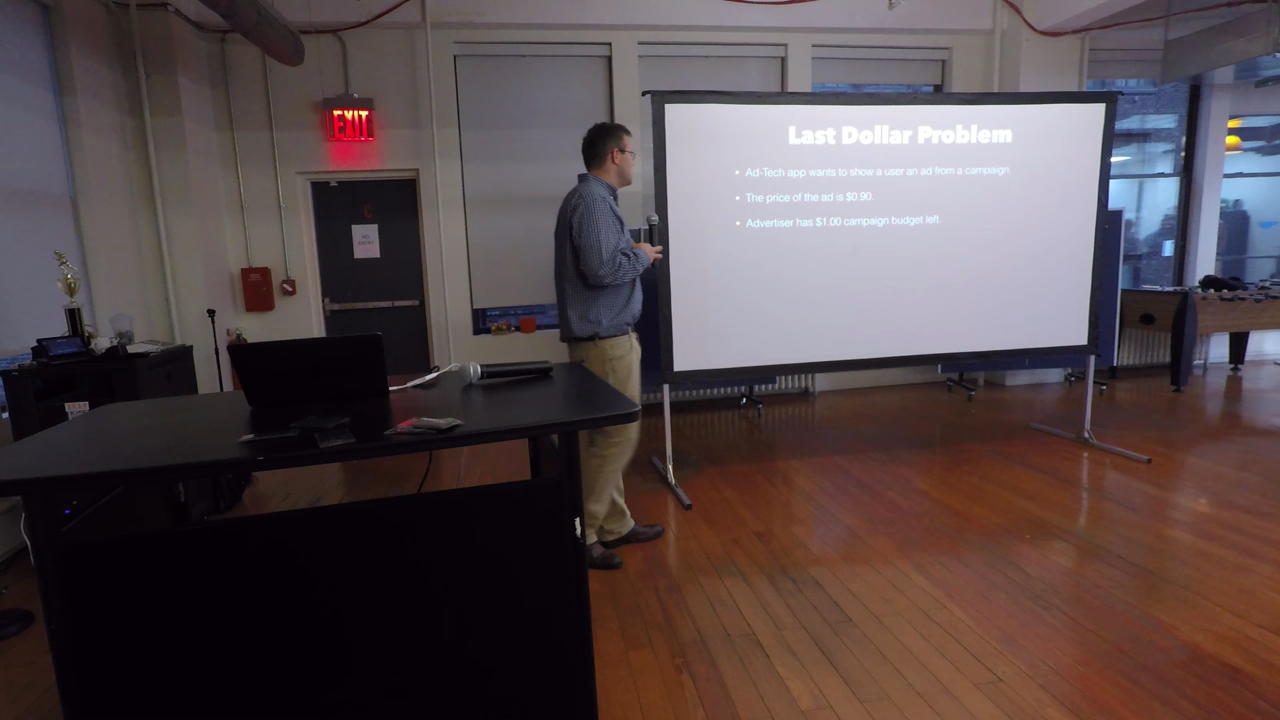 EXIT
Last Dollar Problem
• Ad-Tech app wants to show a user an ad from a campaign.
• The price of the ad is $0.90.
• Advertiser has $1.00 campaign budget left.